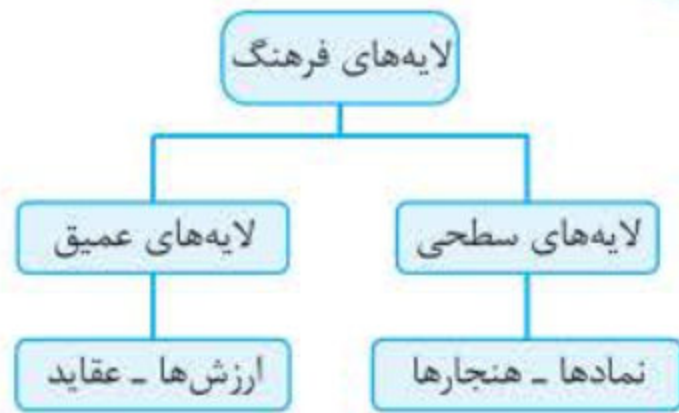 لایه‌های فرهنگ
لایه‌های سطحی
لایه‌های عمیق
نمادها ـ هنجارها
ارزش‌ها ـ عقاید